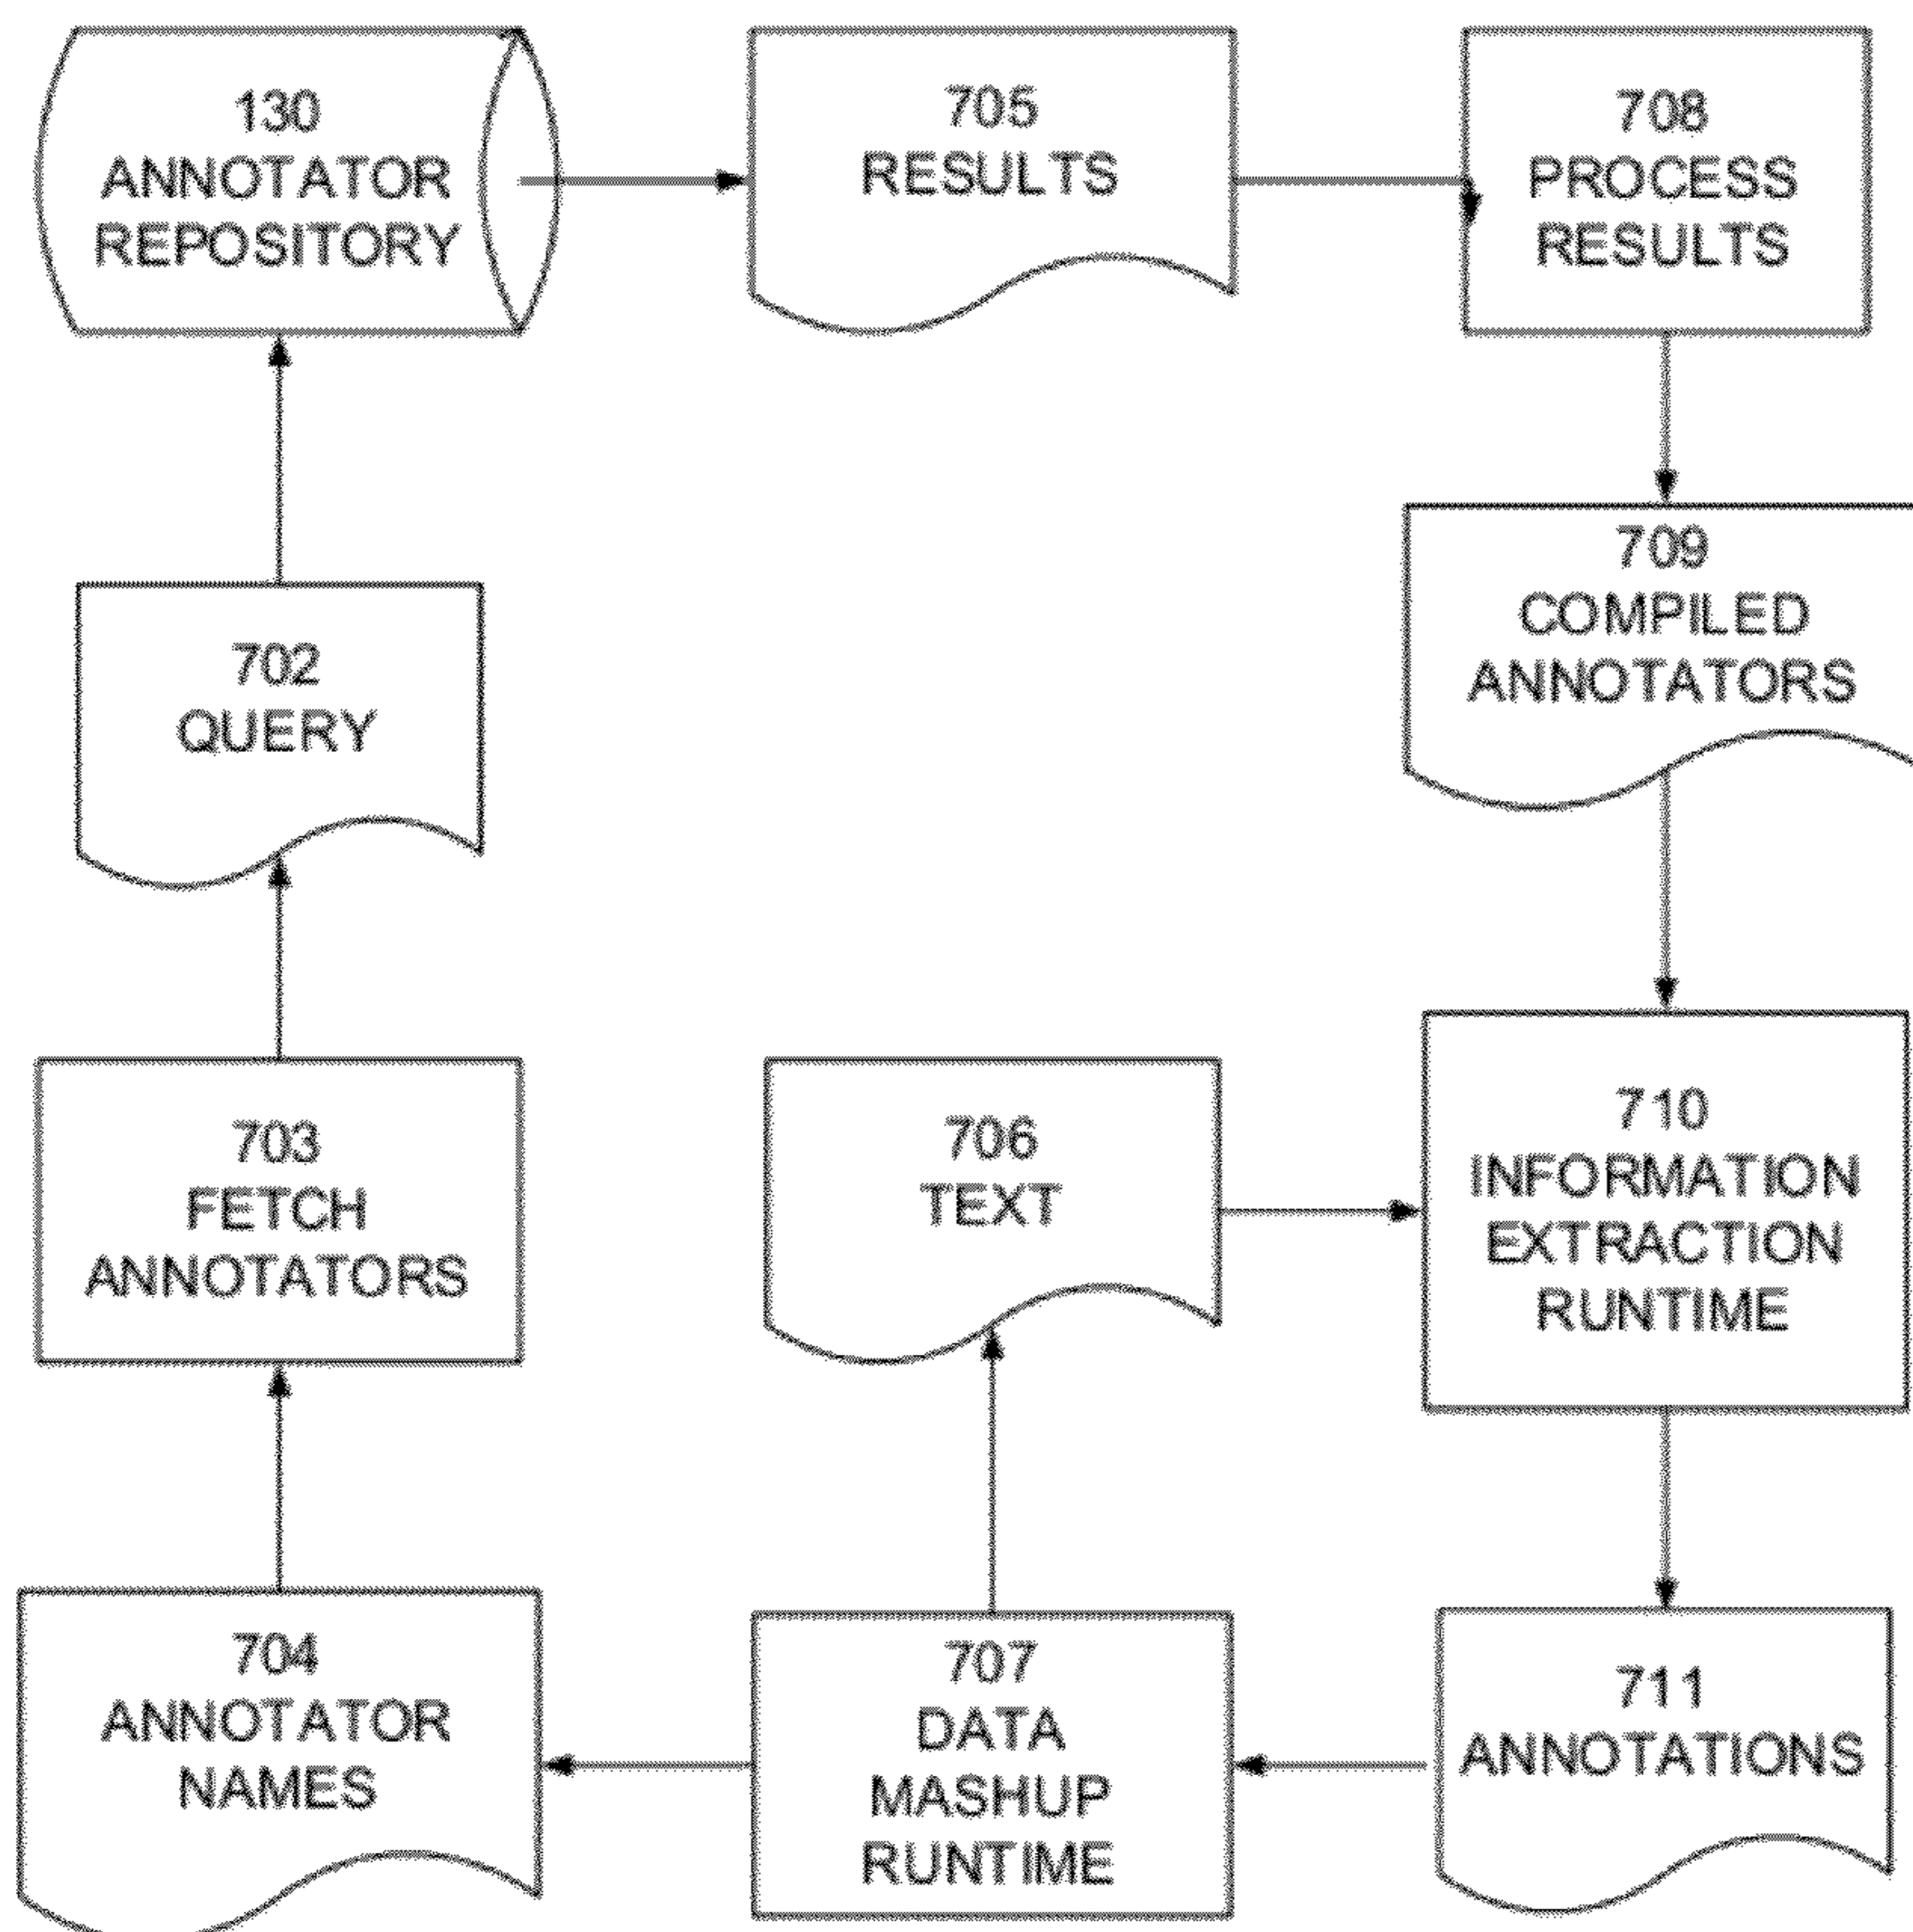 130
ANNOTATOR
REPOSITORY
705
RESULTS
708
PROCESS
RESULTS
709
COMPILED
ANNOTATORS
702
QUERY
703
FETCH
ANNOTATORS
706
TEXT
710
INFORMATION
EXTRACTION
RUNTIME
704
ANNOTATOR
NAMES
707
DATA
MASHUP
RUNTIME
711
ANNOTATIONS